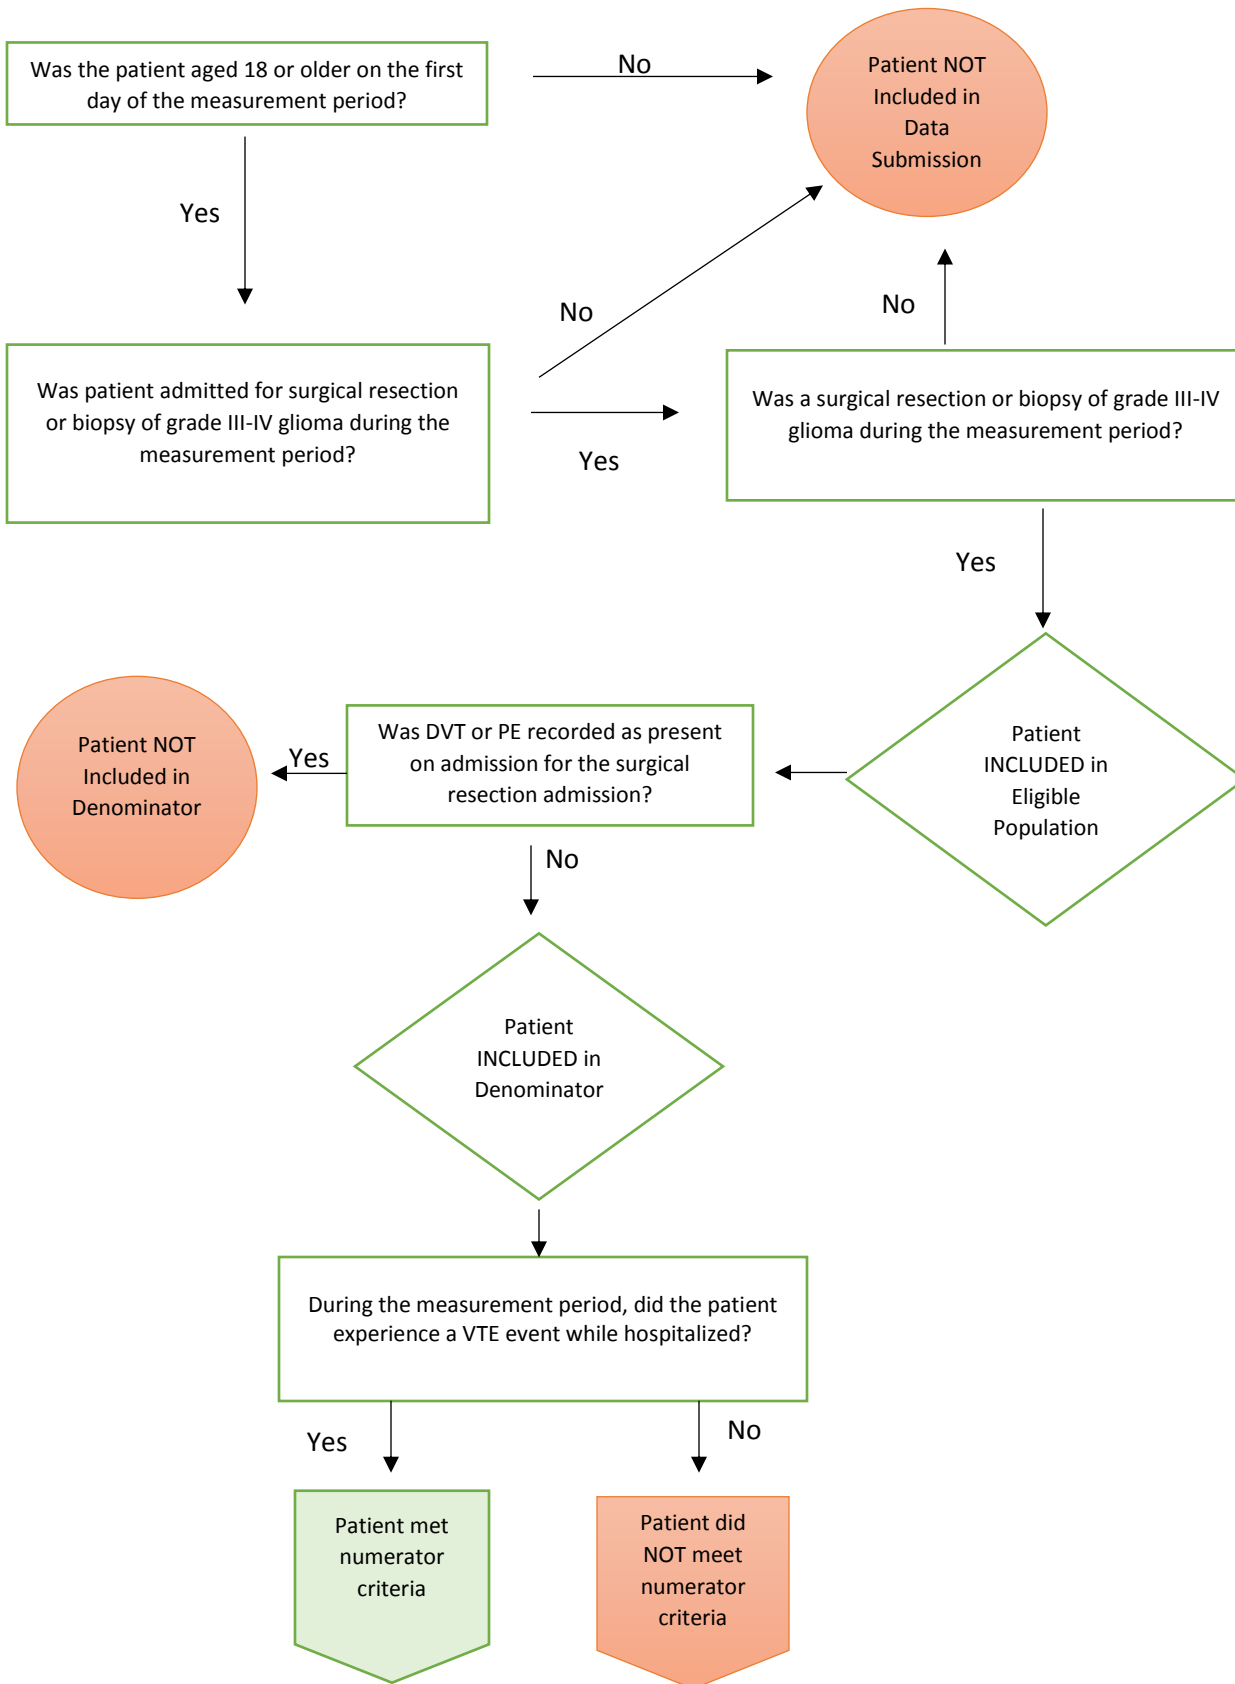 Was the patient aged 18 or older on the first
day of the measurement period?
No
Patient NOT
Included in
Data
Submission
Yes
Was patient admitted for surgical resection
or biopsy of grade III-IV glioma during the
measurement period?
No
Yes
Was a surgical resection or biopsy of grade III-IV
glioma during the measurement period?
No
Yes
Patient
INCLUDED in
Eligible
Population
Was DVT or PE recorded as present
on admission for the surgical
resection admission?
Yes
Patient NOT
Included in
Denominator
No
Patient
INCLUDED in
Denominator
During the measurement period, did the patient
experience a VTE event while hospitalized?
Yes
No
Patient met
numerator
criteria
Patient did
NOT meet
numerator
criteria